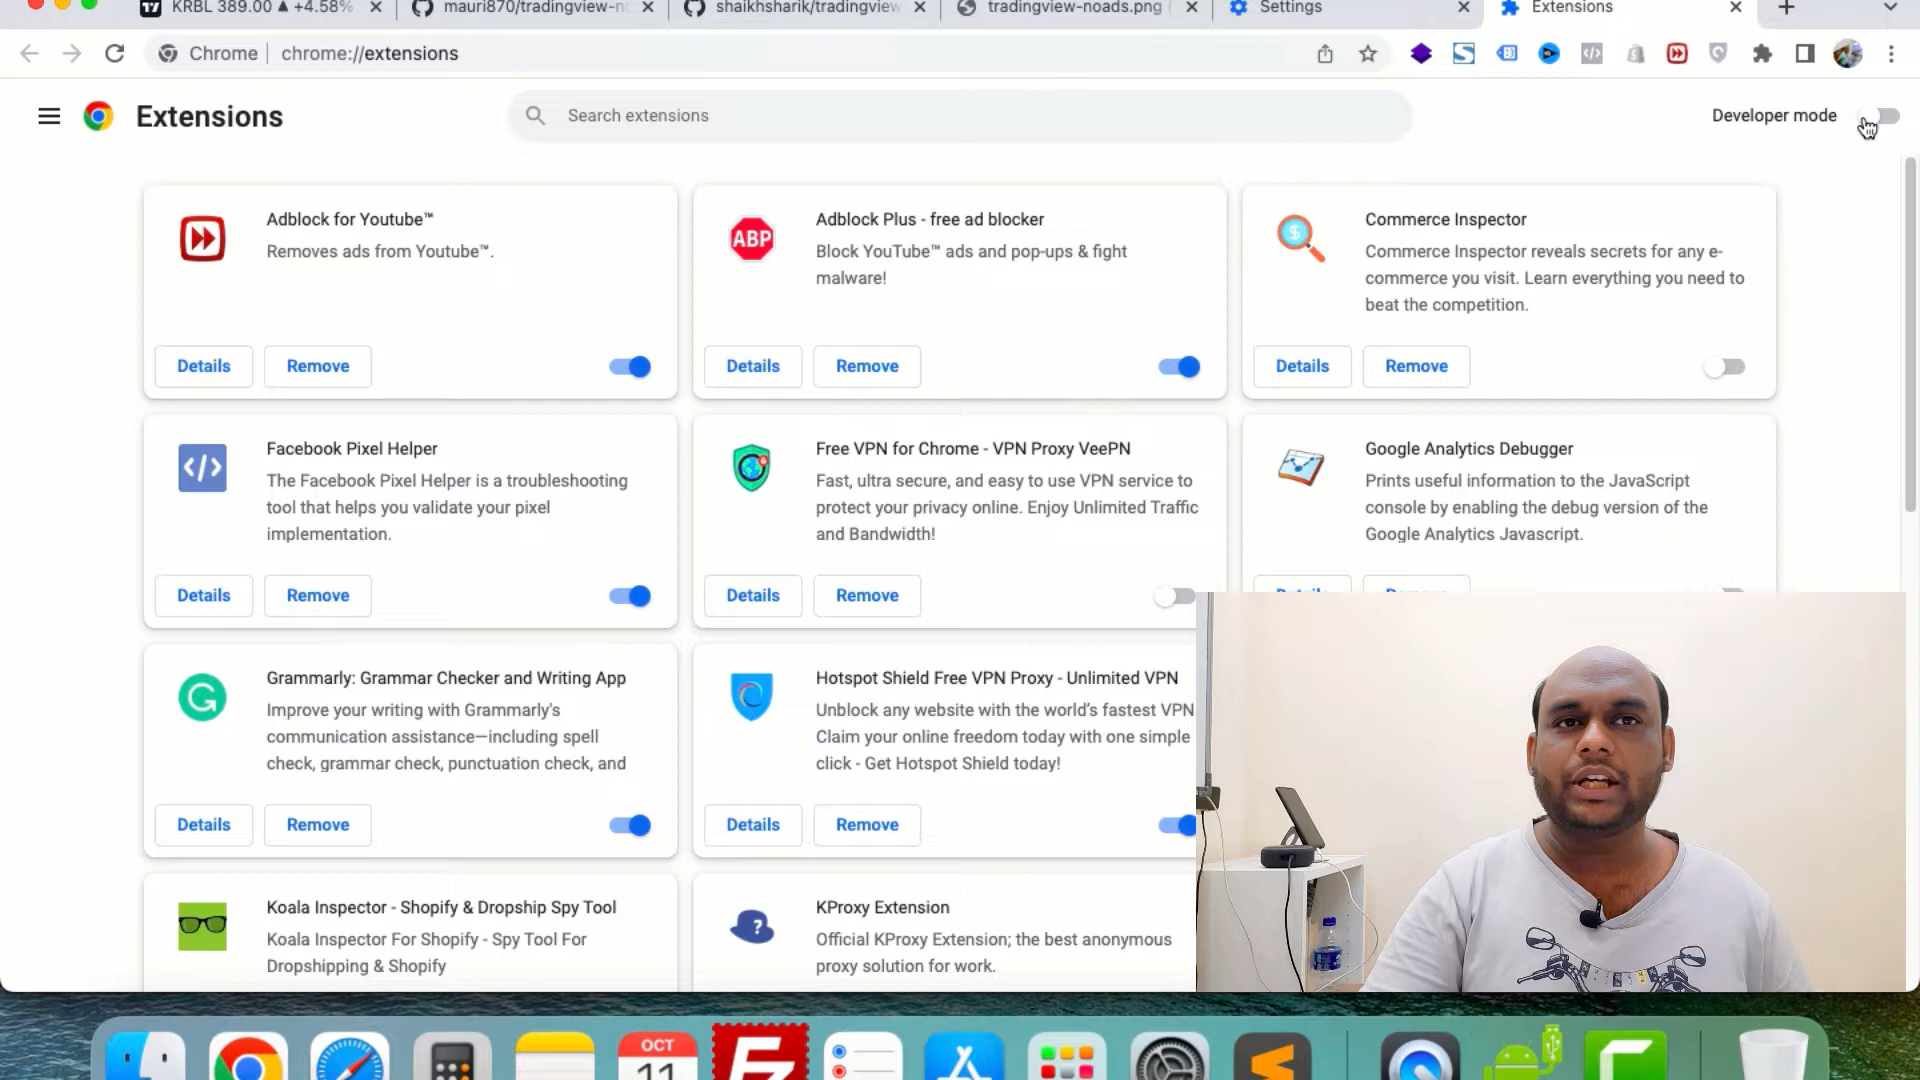 KRBL 389.00 ▲ +4.58%
mauri870/tradingview-n
shaikhsharik/tradingview
tradingview-noads.png
Settings
Extensions
Chrome
chrome://extensions
Extensions
Search extensions
Developer mode
Adblock for Youtube™
Removes ads from Youtube™.
Details
Remove
ABP
Adblock Plus - free ad blocker
Block YouTube™ ads and pop-ups & fight
malware!
Details
Remove
Commerce Inspector
Commerce Inspector reveals secrets for any e-
commerce you visit. Learn everything you need to
beat the competition.
Details
Remove
Facebook Pixel Helper
The Facebook Pixel Helper is a troubleshooting
tool that helps you validate your pixel
implementation.
Details
Remove
Free VPN for Chrome - VPN Proxy VeePN
Fast, ultra secure, and easy to use VPN service to
protect your privacy online. Enjoy Unlimited Traffic
and Bandwidth!
Details
Remove
Google Analytics Debugger
Prints useful information to the JavaScript
console by enabling the debug version of the
Google Analytics Javascript.
Grammarly: Grammar Checker and Writing App
Improve your writing with Grammarly's
communication assistance—including spell
check, grammar check, punctuation check, and
Details
Remove
Hotspot Shield Free VPN Proxy - Unlimited VPN
Unblock any website with the world's fastest VPN
Claim your online freedom today with one simple
click - Get Hotspot Shield today!
Details
Remove
Koala Inspector - Shopify & Dropship Spy Tool
Koala Inspector For Shopify - Spy Tool For
Dropshipping & Shopify
KProxy Extension
Official KProxy Extension; the best anonymous
proxy solution for work.
OCT
11